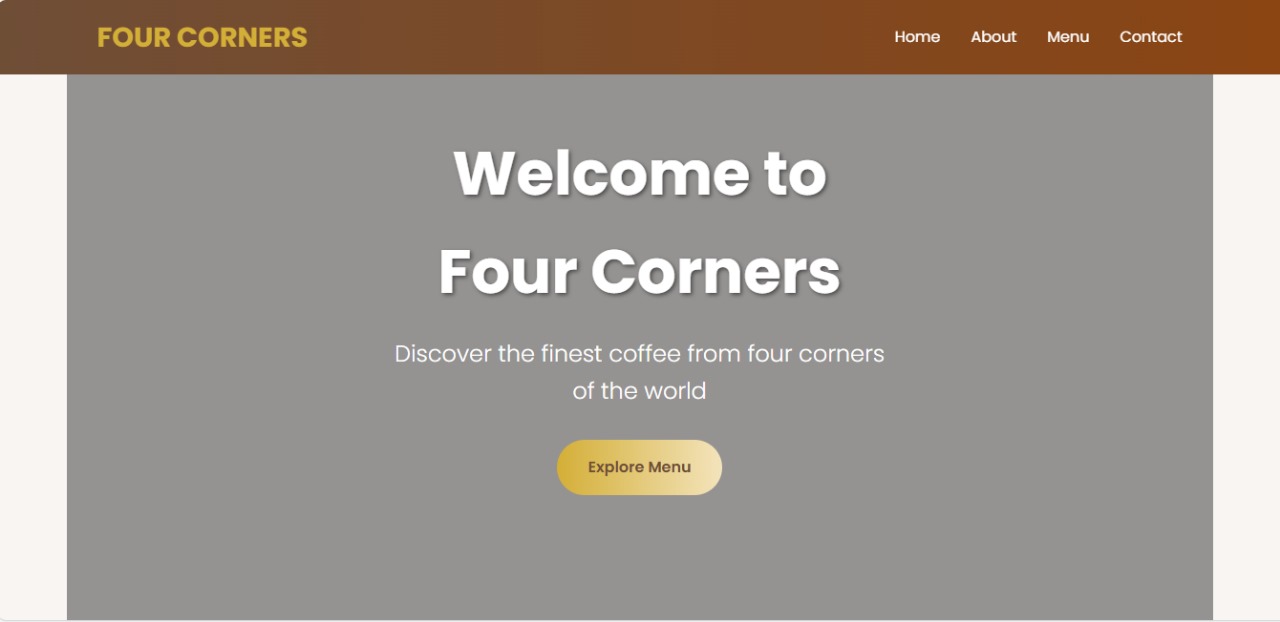 FOUR CORNERS
Home About Menu Contact
Welcome to
Four Corners
Discover the finest coffee from four corners
of the world
Explore Menu